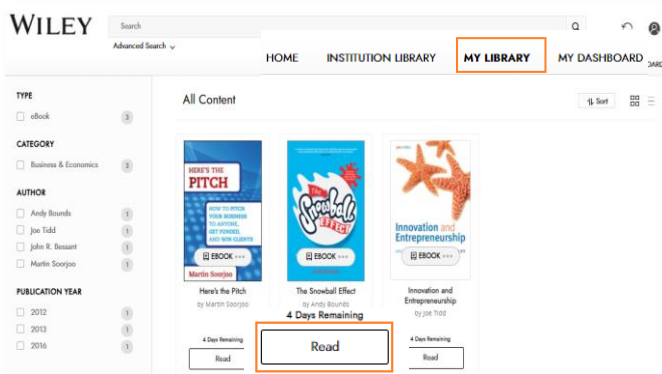 WILEY
Search
Advanced Search
HOME INSTITUTION LIBRARY MY LIBRARY MY DASHBOARD
TYPE
eBook 3
CATEGORY
Business & Economics 3
AUTHOR
Andy Bounds 1
Joe Tidd 1
John R. Bessant 1
Martin Soorjoo 1
PUBLICATION YEAR
2012 1
2013 1
2016 1
All Content
Sort
HERE'S THE
PITCH
HOW TO PITCH
YOUR BUSINESS
TO ANYONE,
GET FUNDED,
AND WIN CLIENTS
EBOOK
Martin Soorjoo
Here's the Pitch
by Martin Soorjoo
4 Days Remaining
Read
The
Snowball
EFFECT
EBOOK
The Snowball Effect
by Andy Bounds
4 Days Remaining
Read
Innovation and
Entrepreneurship
EBOOK
Innovation and
Entrepreneurship
by Joe Tidd
4 Days Remaining
Read